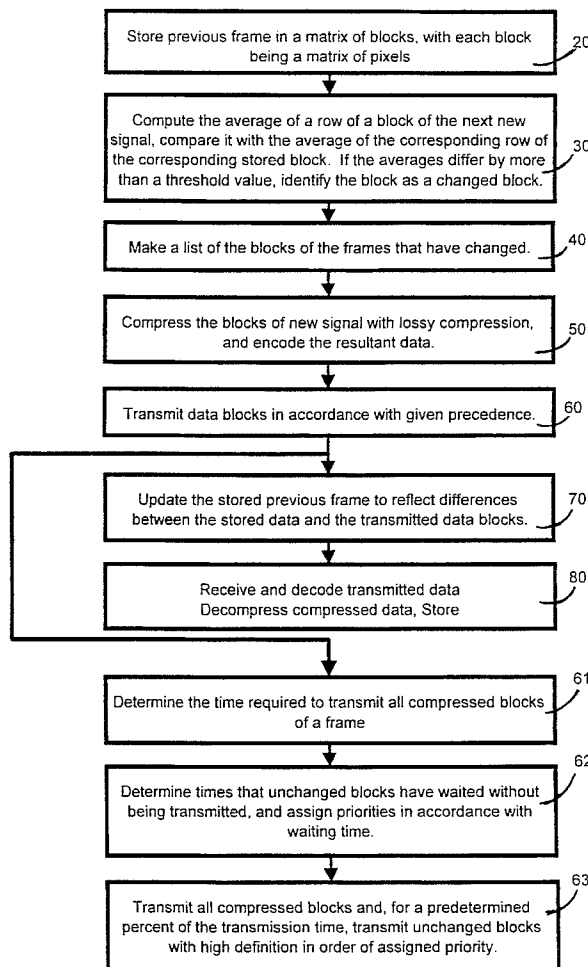 Store previous frame in a matrix of blocks, with each block
being a matrix of pixels
20
Compute the average of a row of a block of the next new
signal, compare it with the average of the corresponding row of
the corresponding stored block. If the averages differ by more
than a threshold value, identify the block as a changed block.
30
Make a list of the blocks of the frames that have changed.
40
Compress the blocks of new signal with lossy compression,
and encode the resultant data.
50
Transmit data blocks in accordance with given precedence.
60
Update the stored previous frame to reflect differences
between the stored data and the transmitted data blocks.
70
Receive and decode transmitted data
Decompress compressed data, Store
80
Determine the time required to transmit all compressed blocks
of a frame
61
Determine times that unchanged blocks have waited without
being transmitted, and assign priorities in accordance with
waiting time.
62
Transmit all compressed blocks and, for a predetermined
percent of the transmission time, transmit unchanged blocks
with high definition in order of assigned priority.
63